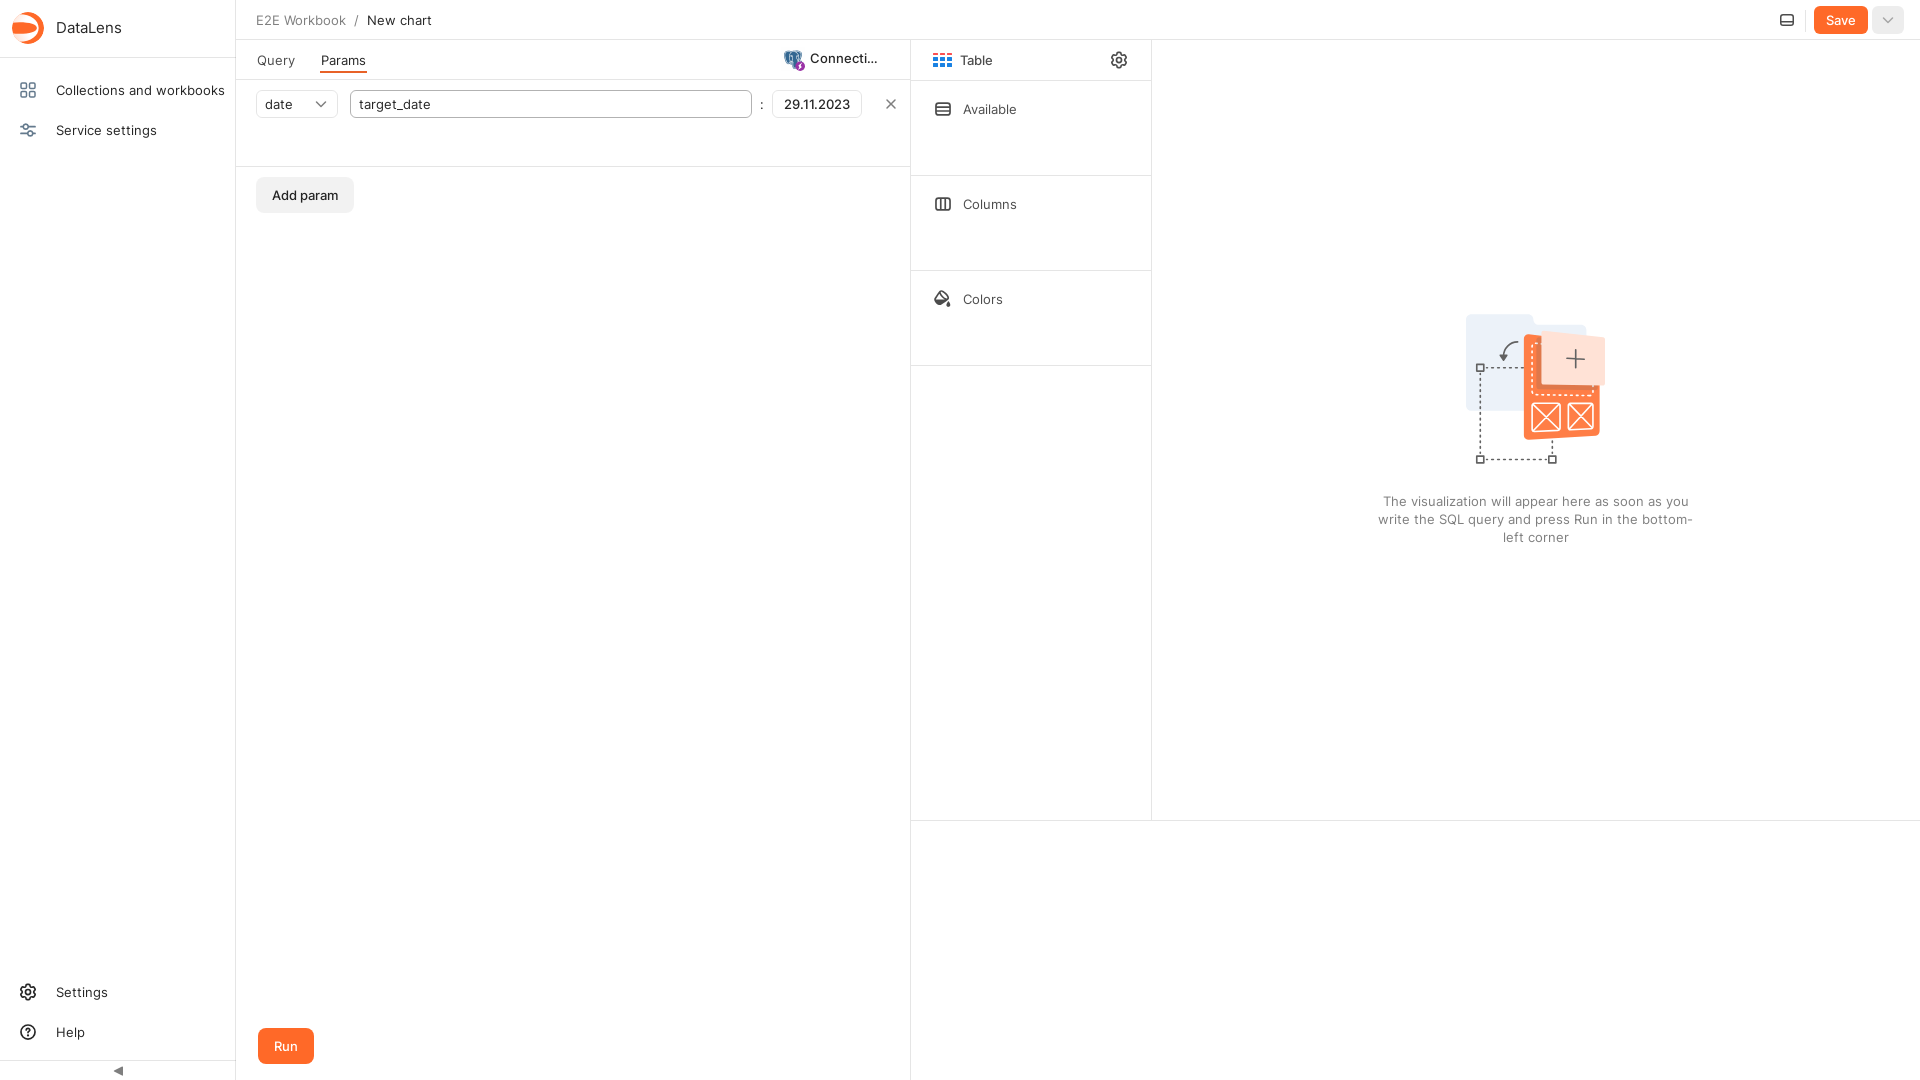 DataLens
Collections and workbooks
Service settings
Settings
Help
E2E Workbook / New chart
Save
Query
Params
Connecti...
date
target_date
:
29.11.2023
Add param
Run
Table
Available
Columns
Colors
The visualization will appear here as soon as you
write the SQL query and press Run in the bottom-
left corner